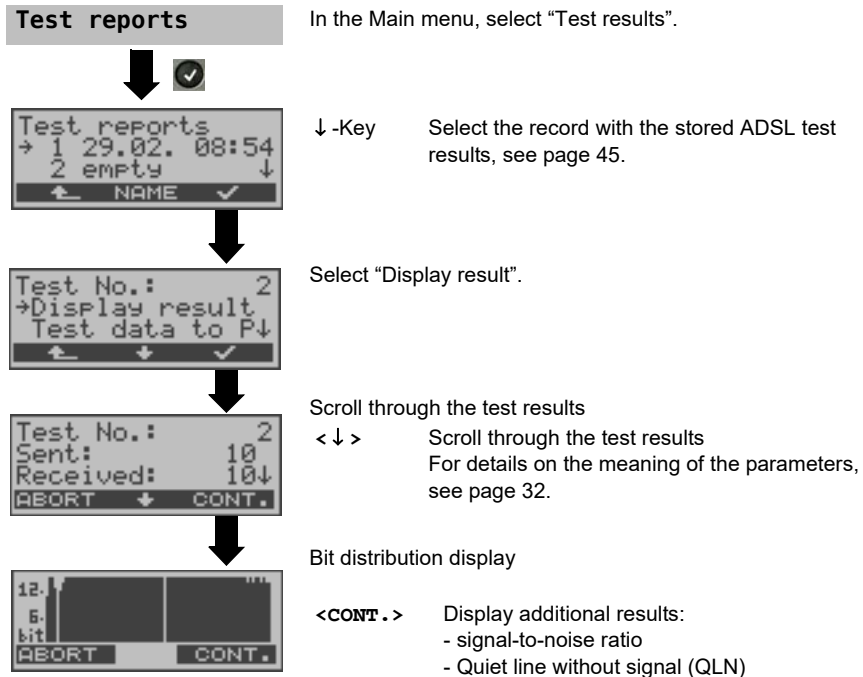 Test reports
In the Main menu, select “Test results”.
Test reports
→ 1 29.02. 08:54
2 empty ↓
NAME
↓ -Key Select the record with the stored ADSL test
results, see page 45.
Test No.: 2
→Display result
Test data to P↓
Select “Display result”.
Test No.: 2
Sent: 10
Received: 10↓
ABORT CONT.
Scroll through the test results
<↓> Scroll through the test results
For details on the meaning of the parameters,
see page 32.
12
6
bit
ABORT CONT.
Bit distribution display
<CONT.> Display additional results:
- signal-to-noise ratio
- Quiet line without signal (QLN)